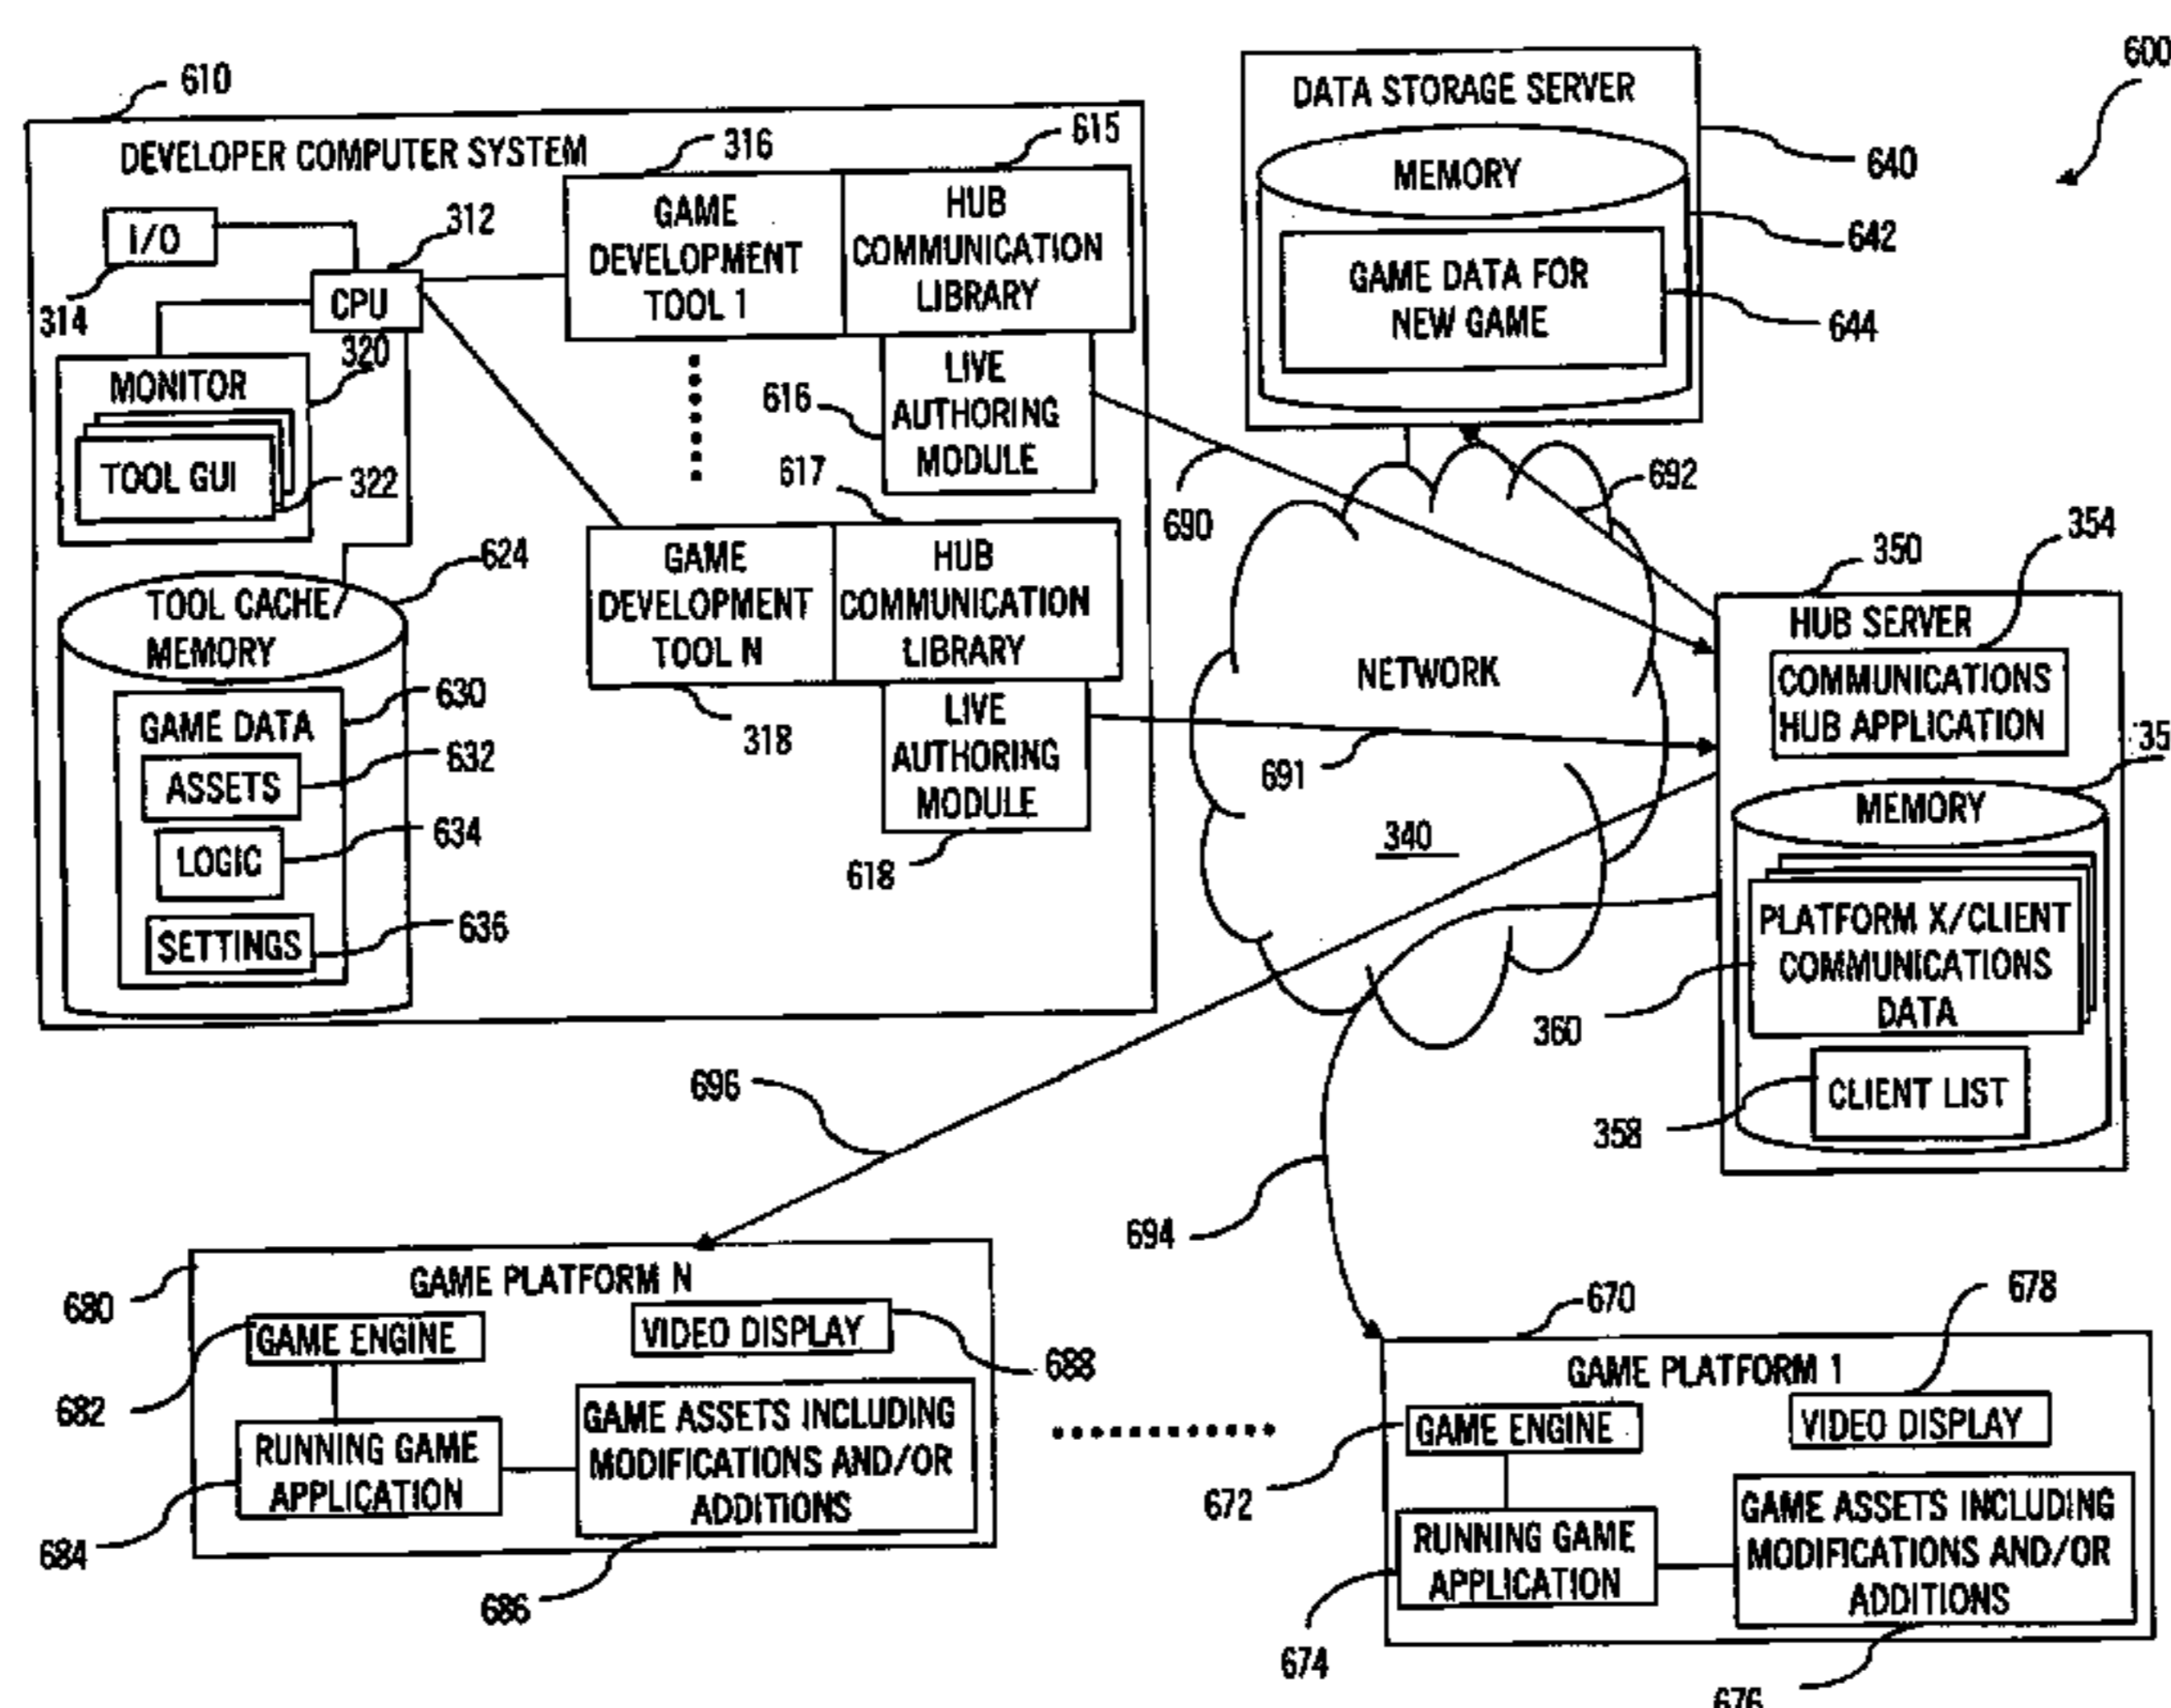 600
610
DEVELOPER COMPUTER SYSTEM
I/O
314
312
CPU
320
MONITOR
TOOL GUI
322
624
TOOL CACHE
MEMORY
630
GAME DATA
632
ASSETS
634
LOGIC
636
SETTINGS
316
GAME
DEVELOPMENT
TOOL 1
615
HUB
COMMUNICATION
LIBRARY
616
LIVE
AUTHORING
MODULE
617
GAME
DEVELOPMENT
TOOL N
318
HUB
COMMUNICATION
LIBRARY
LIVE
AUTHORING
MODULE
618
DATA STORAGE SERVER
640
MEMORY
642
GAME DATA FOR
NEW GAME
644
690
692
691
NETWORK
340
350
354
HUB SERVER
COMMUNICATIONS
HUB APPLICATION
35
MEMORY
PLATFORM X/CLIENT
COMMUNICATIONS
DATA
360
CLIENT LIST
358
696
694
680
GAME PLATFORM N
682
GAME ENGINE
VIDEO DISPLAY
688
684
RUNNING GAME
APPLICATION
GAME ASSETS INCLUDING
MODIFICATIONS AND/OR
ADDITIONS
686
670
678
GAME PLATFORM 1
672
GAME ENGINE
VIDEO DISPLAY
674
RUNNING GAME
APPLICATION
GAME ASSETS INCLUDING
MODIFICATIONS AND/OR
ADDITIONS
676